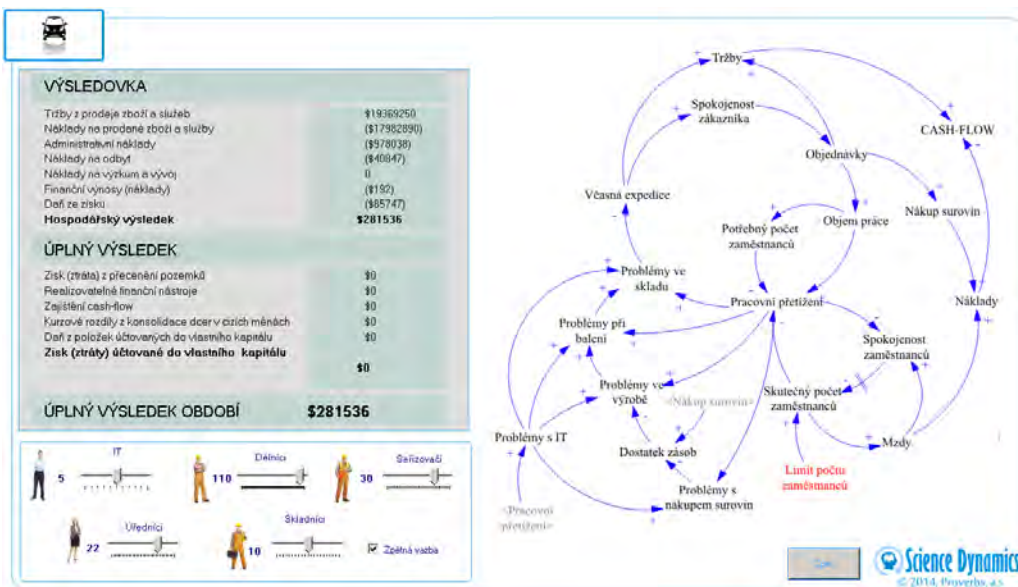 VÝSLEDOVKA
Tržby z prodeje zboží a služeb $19369250
Náklady na prodané zboží a služby ($17982890)
Administrativní náklady ($978038)
Náklady na odbyt ($40847)
Náklady na výzkum a vývoj 0
Finanční výnosy (náklady) ($192)
Daň ze zisku ($85747)
Hospodářský výsledek $281536
ÚPLNÝ VÝSLEDEK
Zisk (ztráta) z přecenění pozemků $0
Realizovatelné finanční nástroje $0
Zajištění cash-flow $0
Kurzové rozdíly z konsolidace dcer v cizích měnách $0
Daň z položek účtovaných do vlastního kapitálu $0
Zisk (ztráty) účtované do vlastního kapitálu
$0
ÚPLNÝ VÝSLEDEK OBDOBÍ $281536
IT
5
Dělníci
110
Seřizovači
30
Úředníci
22
Skladníci
10
Zpětná vazba
Tržby
Spokojenost
zákazníka
CASH-FLOW
Objednávky
Včasná expedice
Nákup surovin
Objem práce
Potřebný počet
zaměstnanců
Problémy ve
skladu
Pracovní přetížení
Náklady
Problémy při
balení
Spokojenost
zaměstnanců
Problémy ve
výrobě
<Nákup surovin>
Skutečný počet
zaměstnanců
Problémy s IT
Dostatek zásob
Mzdy
Limit počtu
zaměstnanců
Problémy s
nákupem surovin
<Pracovní
přetížení>
Science Dynamics
© 2014, Proverbs, a.s